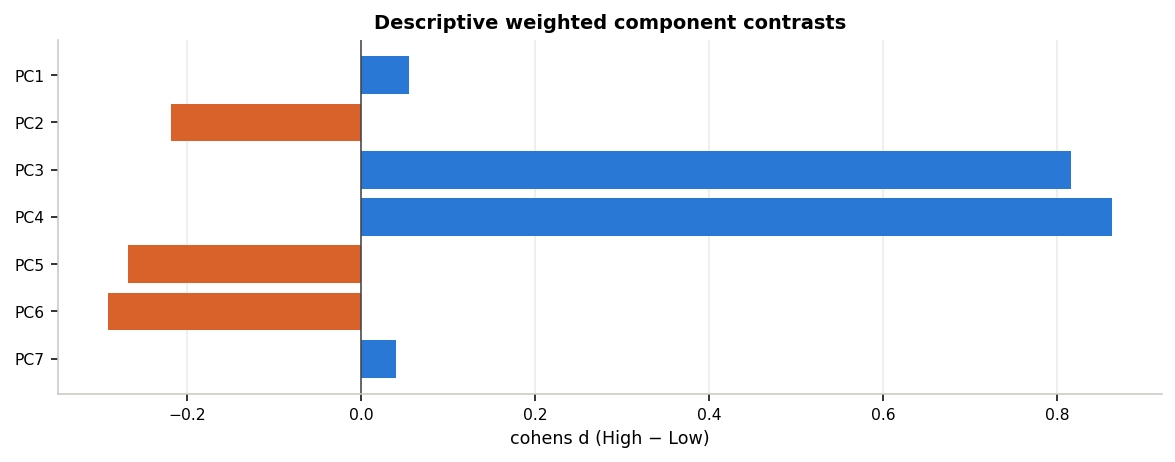 Descriptive weighted component contrasts
PC1
PC2
PC3
PC4
PC5
PC6
PC7
−0.2 0.0 0.2 0.4 0.6 0.8
cohens d (High − Low)